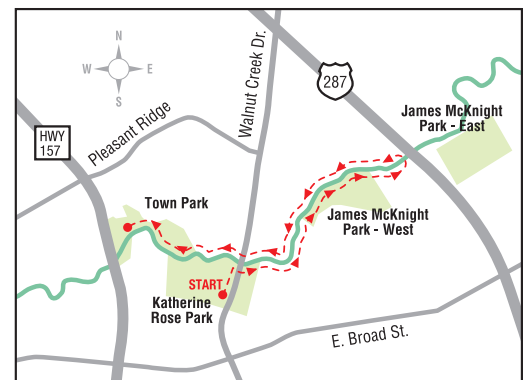 N
W
E
S
Walnut Creek Dr.
287
HWY
157
Pleasant Ridge
James McKnight
Park - East
Town Park
James McKnight
Park - West
START
Katherine
Rose Park
E. Broad St.